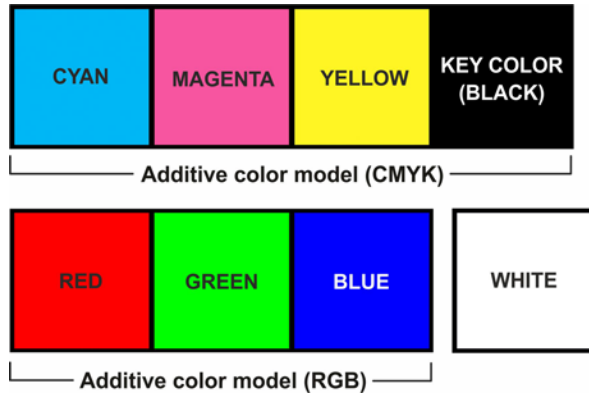 CYAN
MAGENTA
YELLOW
KEY COLOR
(BLACK)
Additive color model (CMYK)
RED
GREEN
BLUE
WHITE
Additive color model (RGB)